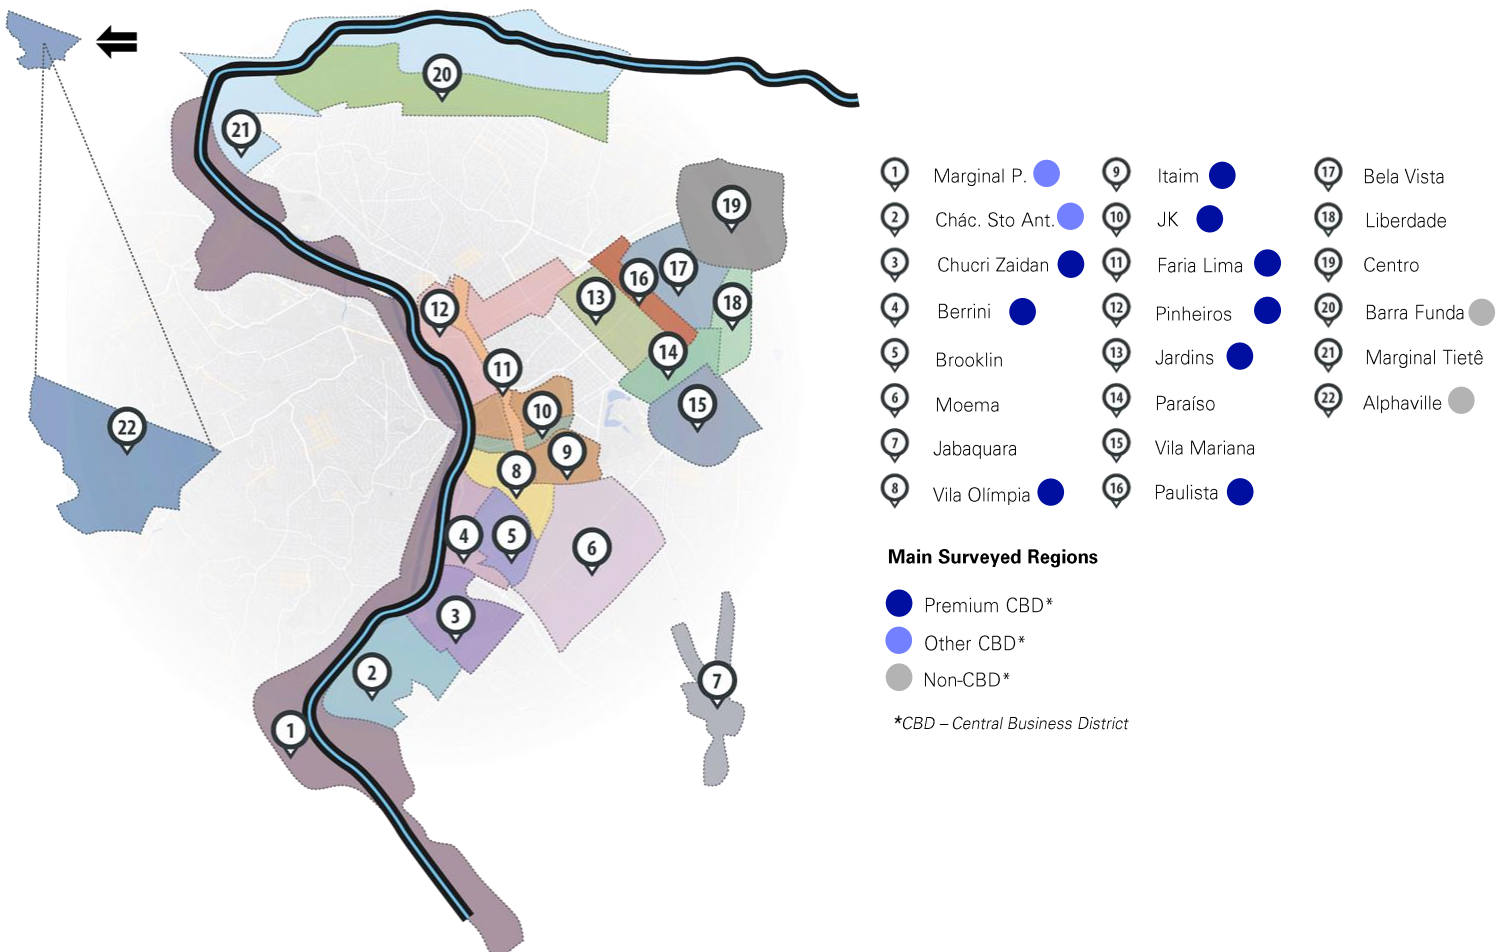 20
21
19
17
16
13
18
12
14
11
15
10
22
9
8
4
5
6
3
2
7
1
1 Marginal P.
2 Chác. Sto Ant.
3 Chucri Zaidan
4 Berrini
5 Brooklin
6 Moema
7 Jabaquara
8 Vila Olímpia
9 Itaim
10 JK
11 Faria Lima
12 Pinheiros
13 Jardins
14 Paraíso
15 Vila Mariana
16 Paulista
17 Bela Vista
18 Liberdade
19 Centro
20 Barra Funda
21 Marginal Tietê
22 Alphaville
Main Surveyed Regions
Premium CBD*
Other CBD*
Non-CBD*
*CBD – Central Business District